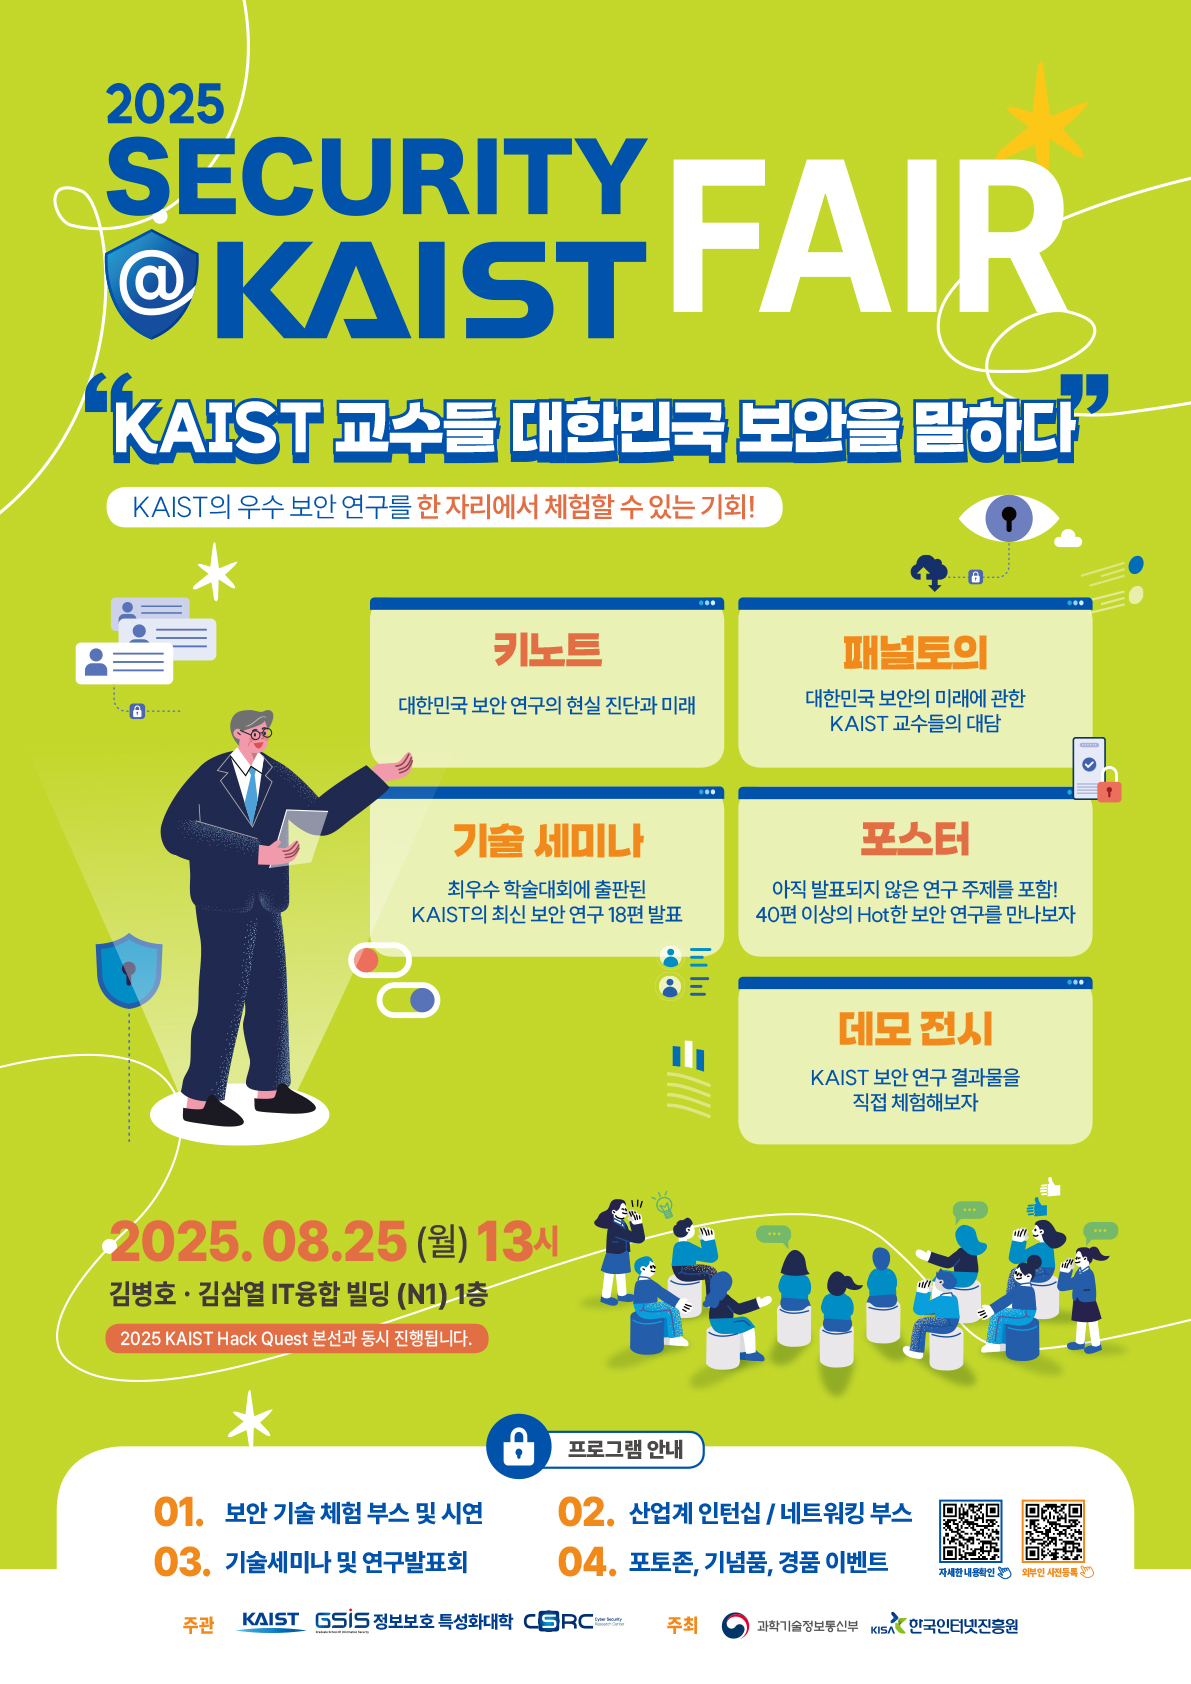 2025
SECURITY
@KAIST
FAIR
“KAIST 교수들 대한민국 보안을 말하다”
KAIST의 우수 보안 연구를 한 자리에서 체험할 수 있는 기회!
키노트
대한민국 보안 연구의 현실 진단과 미래
패널토의
대한민국 보안의 미래에 관한
KAIST 교수들의 대담
기술 세미나
최우수 학술대회에 출판된
KAIST의 최신 보안 연구 18편 발표
포스터
아직 발표되지 않은 연구 주제를 포함!
40편 이상의 Hot한 보안 연구를 만나보자
데모 전시
KAIST 보안 연구 결과물을
직접 체험해보자
2025. 08.25 (월) 13시
김병호 · 김삼열 IT융합 빌딩 (N1) 1층
2025 KAIST Hack Quest 본선과 동시 진행됩니다.
프로그램 안내
01. 보안 기술 체험 부스 및 시연
02. 산업계 인턴십 / 네트워킹 부스
03. 기술세미나 및 연구발표회
04. 포토존, 기념품, 경품 이벤트
자세한 내용확인
외부인 사전등록
주관 KAIST GSIS Graduate School of Information Security 정보보호 특성화대학 CSRC Cyber Security Research Center
주최 과학기술정보통신부 KISA 한국인터넷진흥원